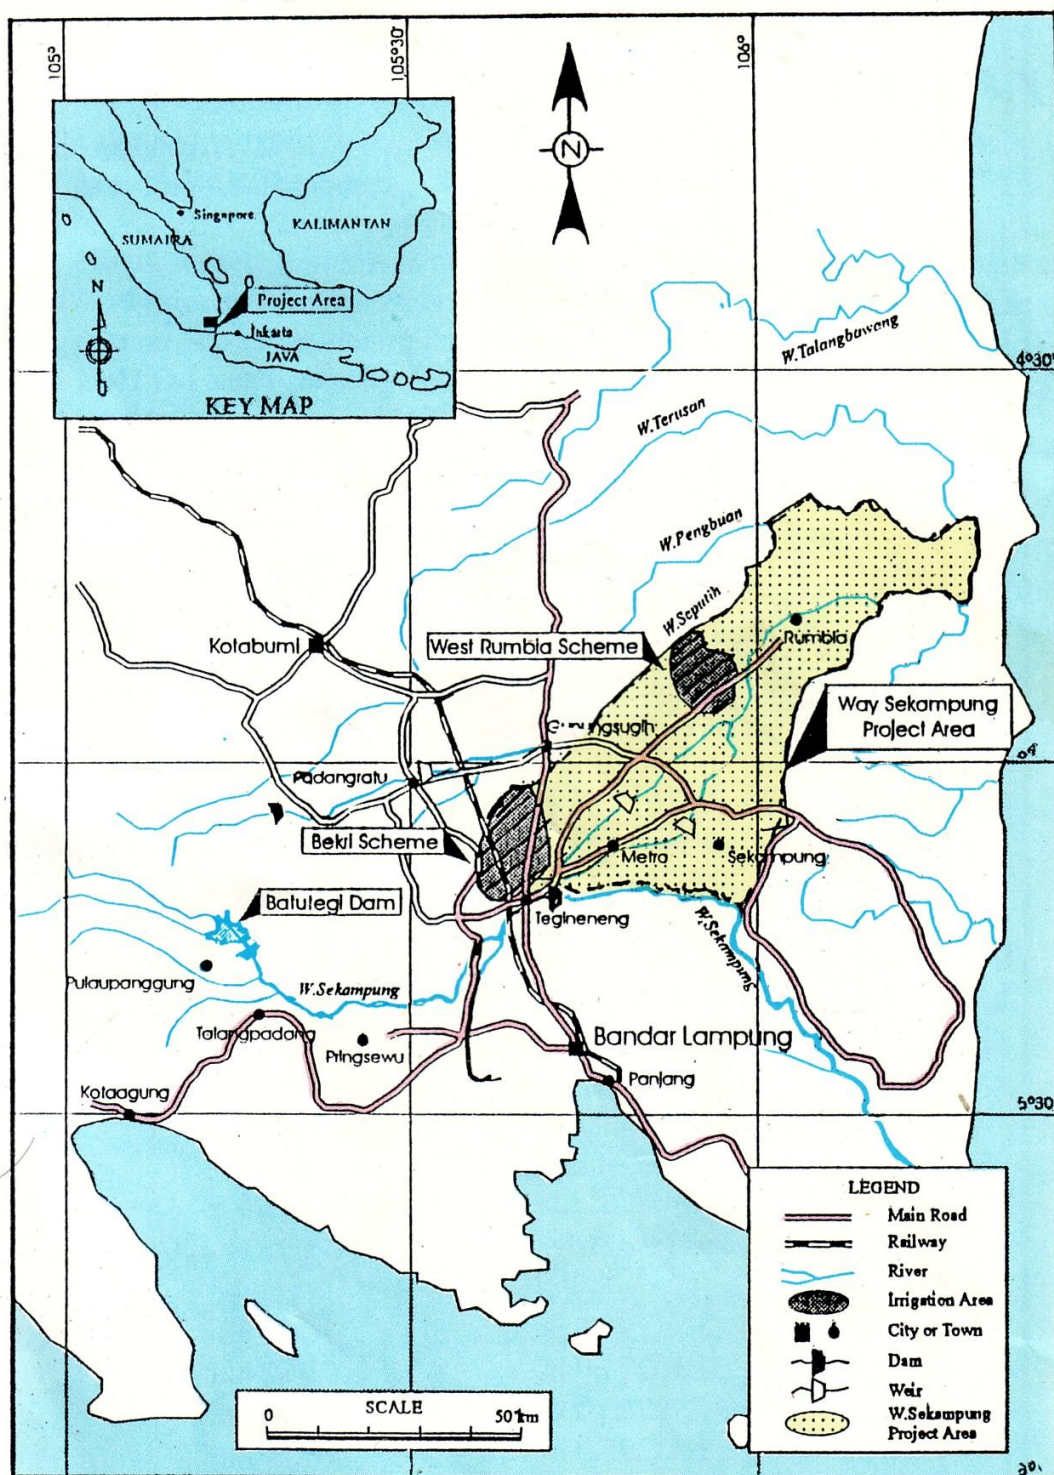 105°
105°30'
106°
N
Singapore
SUMAIRA
KALIMANTAN
N
Project Area
Jakarta
JAVA
KEY MAP
W.Talangbawang
4°30'
W.Terusan
W.Pengbuan
W.Seputih
West Rumbia Scheme
Rumbia
Kotabumi
Way Sekampung
Project Area
Padangratu
Bekri Scheme
Metro
Sekampung
Batutegi Dam
Tegineneng
W.Sekampung
Pulaupanggung
W.Sekampung
Talangpadang
Pringsewu
Bandar Lampung
Panjang
Kotaagung
5°30'
LEGEND
Main Road
Railway
River
Irrigation Area
City or Town
Dam
Weir
W.Sekampung
Project Area
SCALE
0 50 km